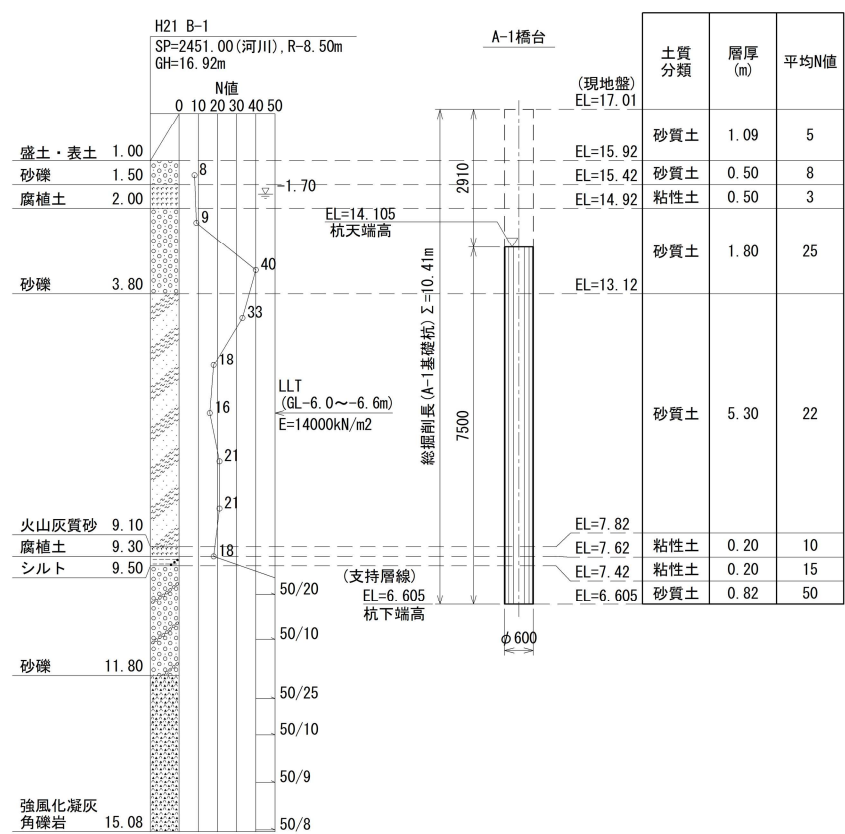 H21 B-1
SP=2451.00(河川),R-8.50m
GH=16.92m
N値
0 10 20 30 40 50
盛土・表土 1.00
砂礫 1.50
腐植土 2.00
砂礫 3.80
火山灰質砂 9.10
腐植土 9.30
シルト 9.50
砂礫 11.80
強風化凝灰
角礫岩 15.08
8
-1.70
9
40
33
18
16
21
21
18
50/20
50/10
50/25
50/10
50/9
50/8
LLT
(GL-6.0～-6.6m)
E=14000kN/m2
A-1橋台
EL=14.105
杭天端高
総掘削長(A-1基礎杭)Σ=10.41m
2910
7500
(支持層線)
EL=6.605
杭下端高
φ600
(現地盤)
EL=17.01
EL=15.92
EL=15.42
EL=14.92
EL=13.12
EL=7.82
EL=7.62
EL=7.42
EL=6.605
土質
分類
層厚
(m)
平均N値
砂質土 1.09 5
砂質土 0.50 8
粘性土 0.50 3
砂質土 1.80 25
砂質土 5.30 22
粘性土 0.20 10
粘性土 0.20 15
砂質土 0.82 50